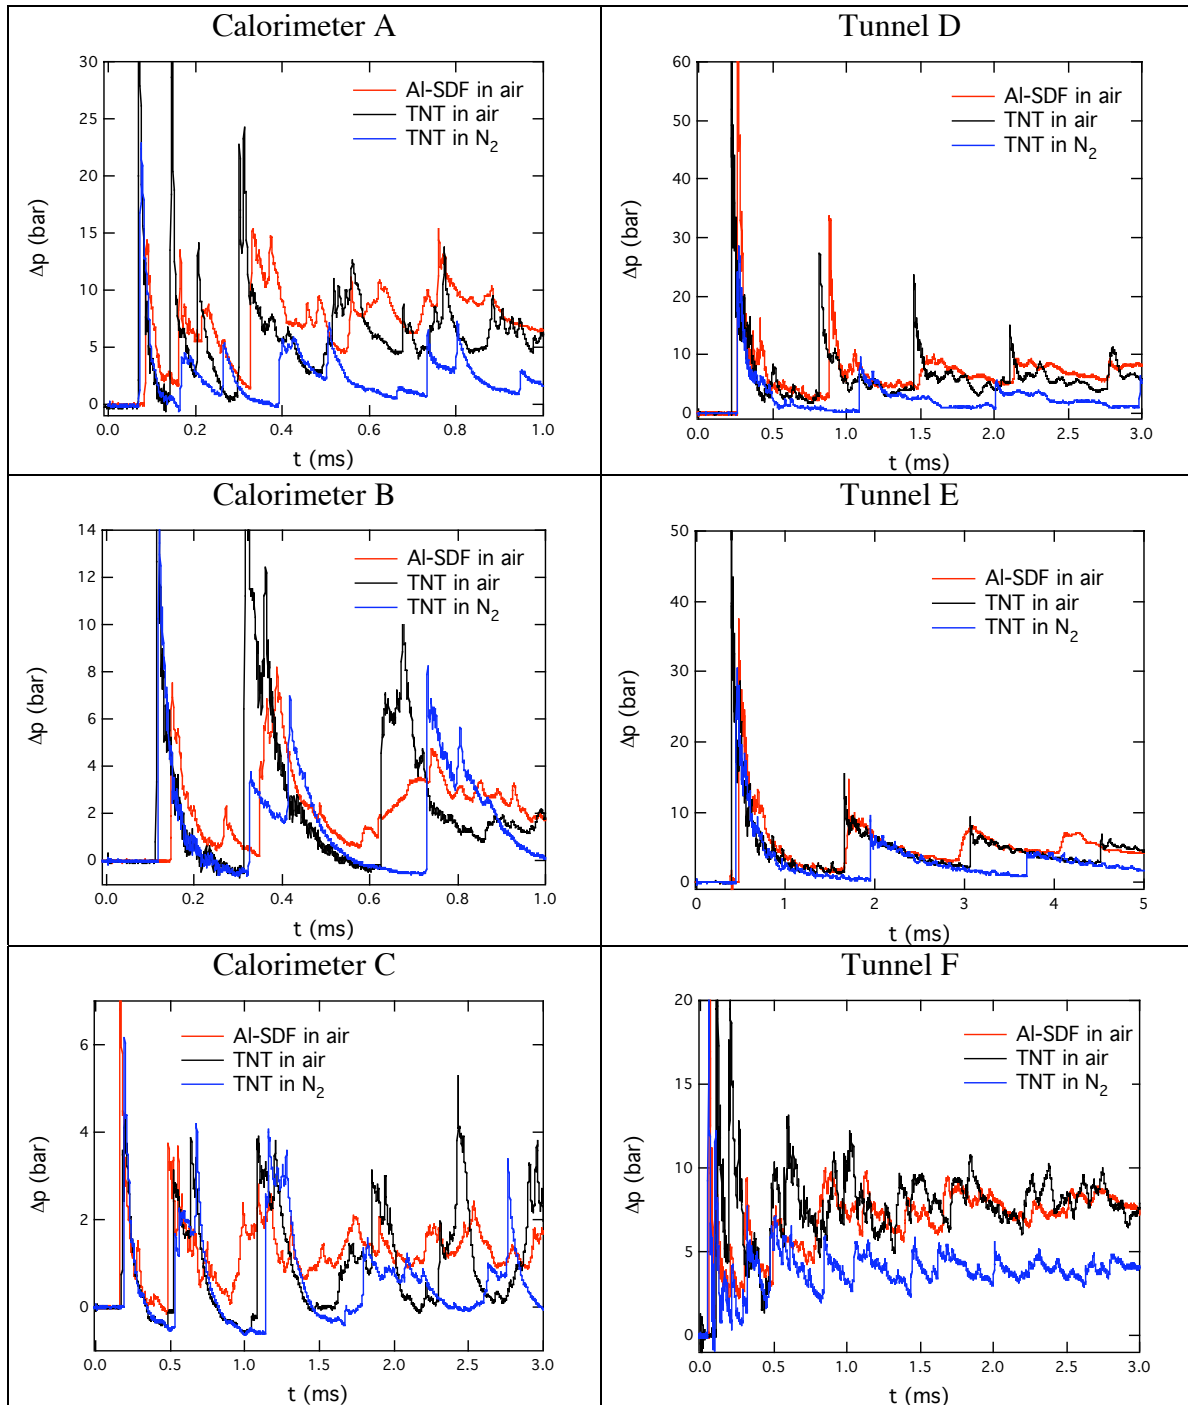 Calorimeter A
30
25
20
15
10
5
0
Δp (bar)
Al-SDF in air
TNT in air
TNT in N2
0.0 0.2 0.4 0.6 0.8 1.0
t (ms)
Tunnel D
60
50
40
30
20
10
0
Δp (bar)
Al-SDF in air
TNT in air
TNT in N2
0.0 0.5 1.0 1.5 2.0 2.5 3.0
t (ms)
Calorimeter B
14
12
10
8
6
4
2
0
Δp (bar)
Al-SDF in air
TNT in air
TNT in N2
0.0 0.2 0.4 0.6 0.8 1.0
t (ms)
Tunnel E
50
40
30
20
10
0
Δp (bar)
Al-SDF in air
TNT in air
TNT in N2
0 1 2 3 4 5
t (ms)
Calorimeter C
6
4
2
0
Δp (bar)
Al-SDF in air
TNT in air
TNT in N2
0.0 0.5 1.0 1.5 2.0 2.5 3.0
t (ms)
Tunnel F
20
15
10
5
0
Δp (bar)
Al-SDF in air
TNT in air
TNT in N2
0.0 0.5 1.0 1.5 2.0 2.5 3.0
t (ms)